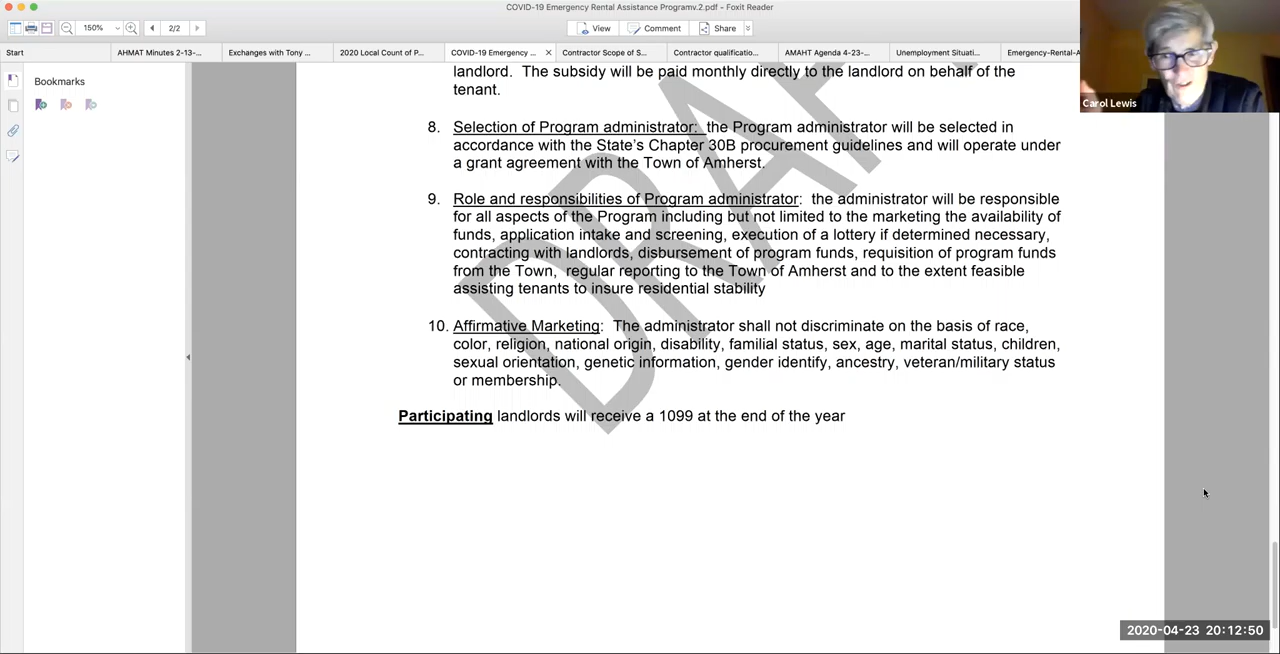 COVID-19 Emergency Rental Assistance Programv.2.pdf - Foxit Reader
150%
2/2
View
Comment
Share
Start
AHMAT Minutes 2-13-...
Exchanges with Tony ...
2020 Local Count of P...
COVID-19 Emergency ...
Contractor Scope of S...
Contractor qualificatio...
AMAHT Agenda 4-23-...
Unemployment Situati...
Emergency-Rental-A
Bookmarks
Carol Lewis
landlord. The subsidy will be paid monthly directly to the landlord on behalf of the
tenant.
8. Selection of Program administrator: the Program administrator will be selected in
accordance with the State's Chapter 30B procurement guidelines and will operate under
a grant agreement with the Town of Amherst.
9. Role and responsibilities of Program administrator: the administrator will be responsible
for all aspects of the Program including but not limited to the marketing the availability of
funds, application intake and screening, execution of a lottery if determined necessary,
contracting with landlords, disbursement of program funds, requisition of program funds
from the Town, regular reporting to the Town of Amherst and to the extent feasible
assisting tenants to insure residential stability
10. Affirmative Marketing: The administrator shall not discriminate on the basis of race,
color, religion, national origin, disability, familial status, sex, age, marital status, children,
sexual orientation, genetic information, gender identify, ancestry, veteran/military status
or membership.
Participating landlords will receive a 1099 at the end of the year
DRAFT
2020-04-23 20:12:50